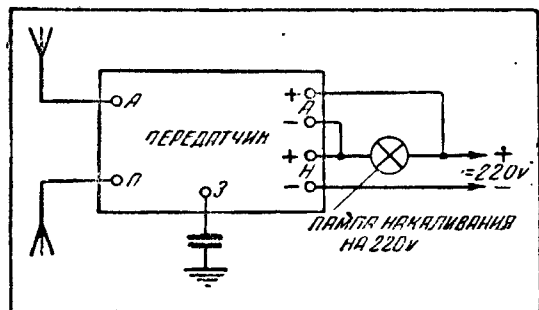 А
ПЕРЕДАТЧИК
П
З
+
А
−
+
Н
−
+
=220V
−
ЛАМПА НАКАЛИВАНИЯ
НА 220V